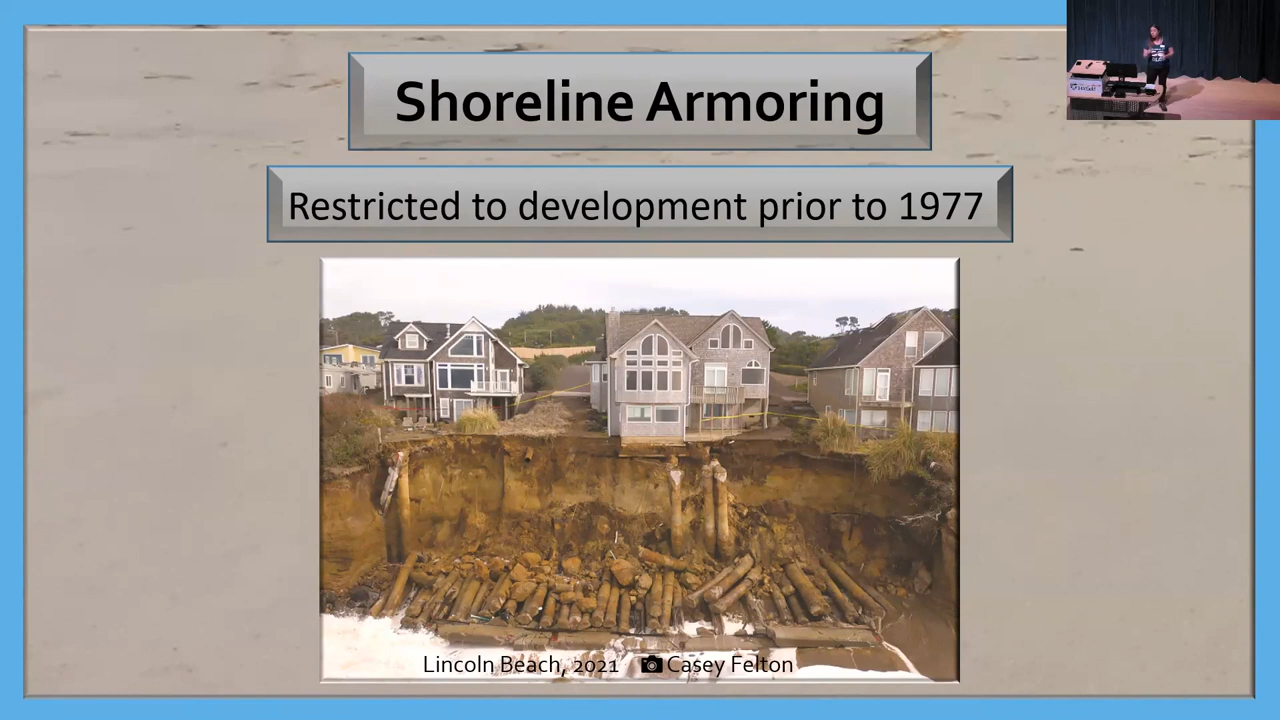 Shoreline Armoring
Restricted to development prior to 1977
Lincoln Beach, 2021 Casey Felton